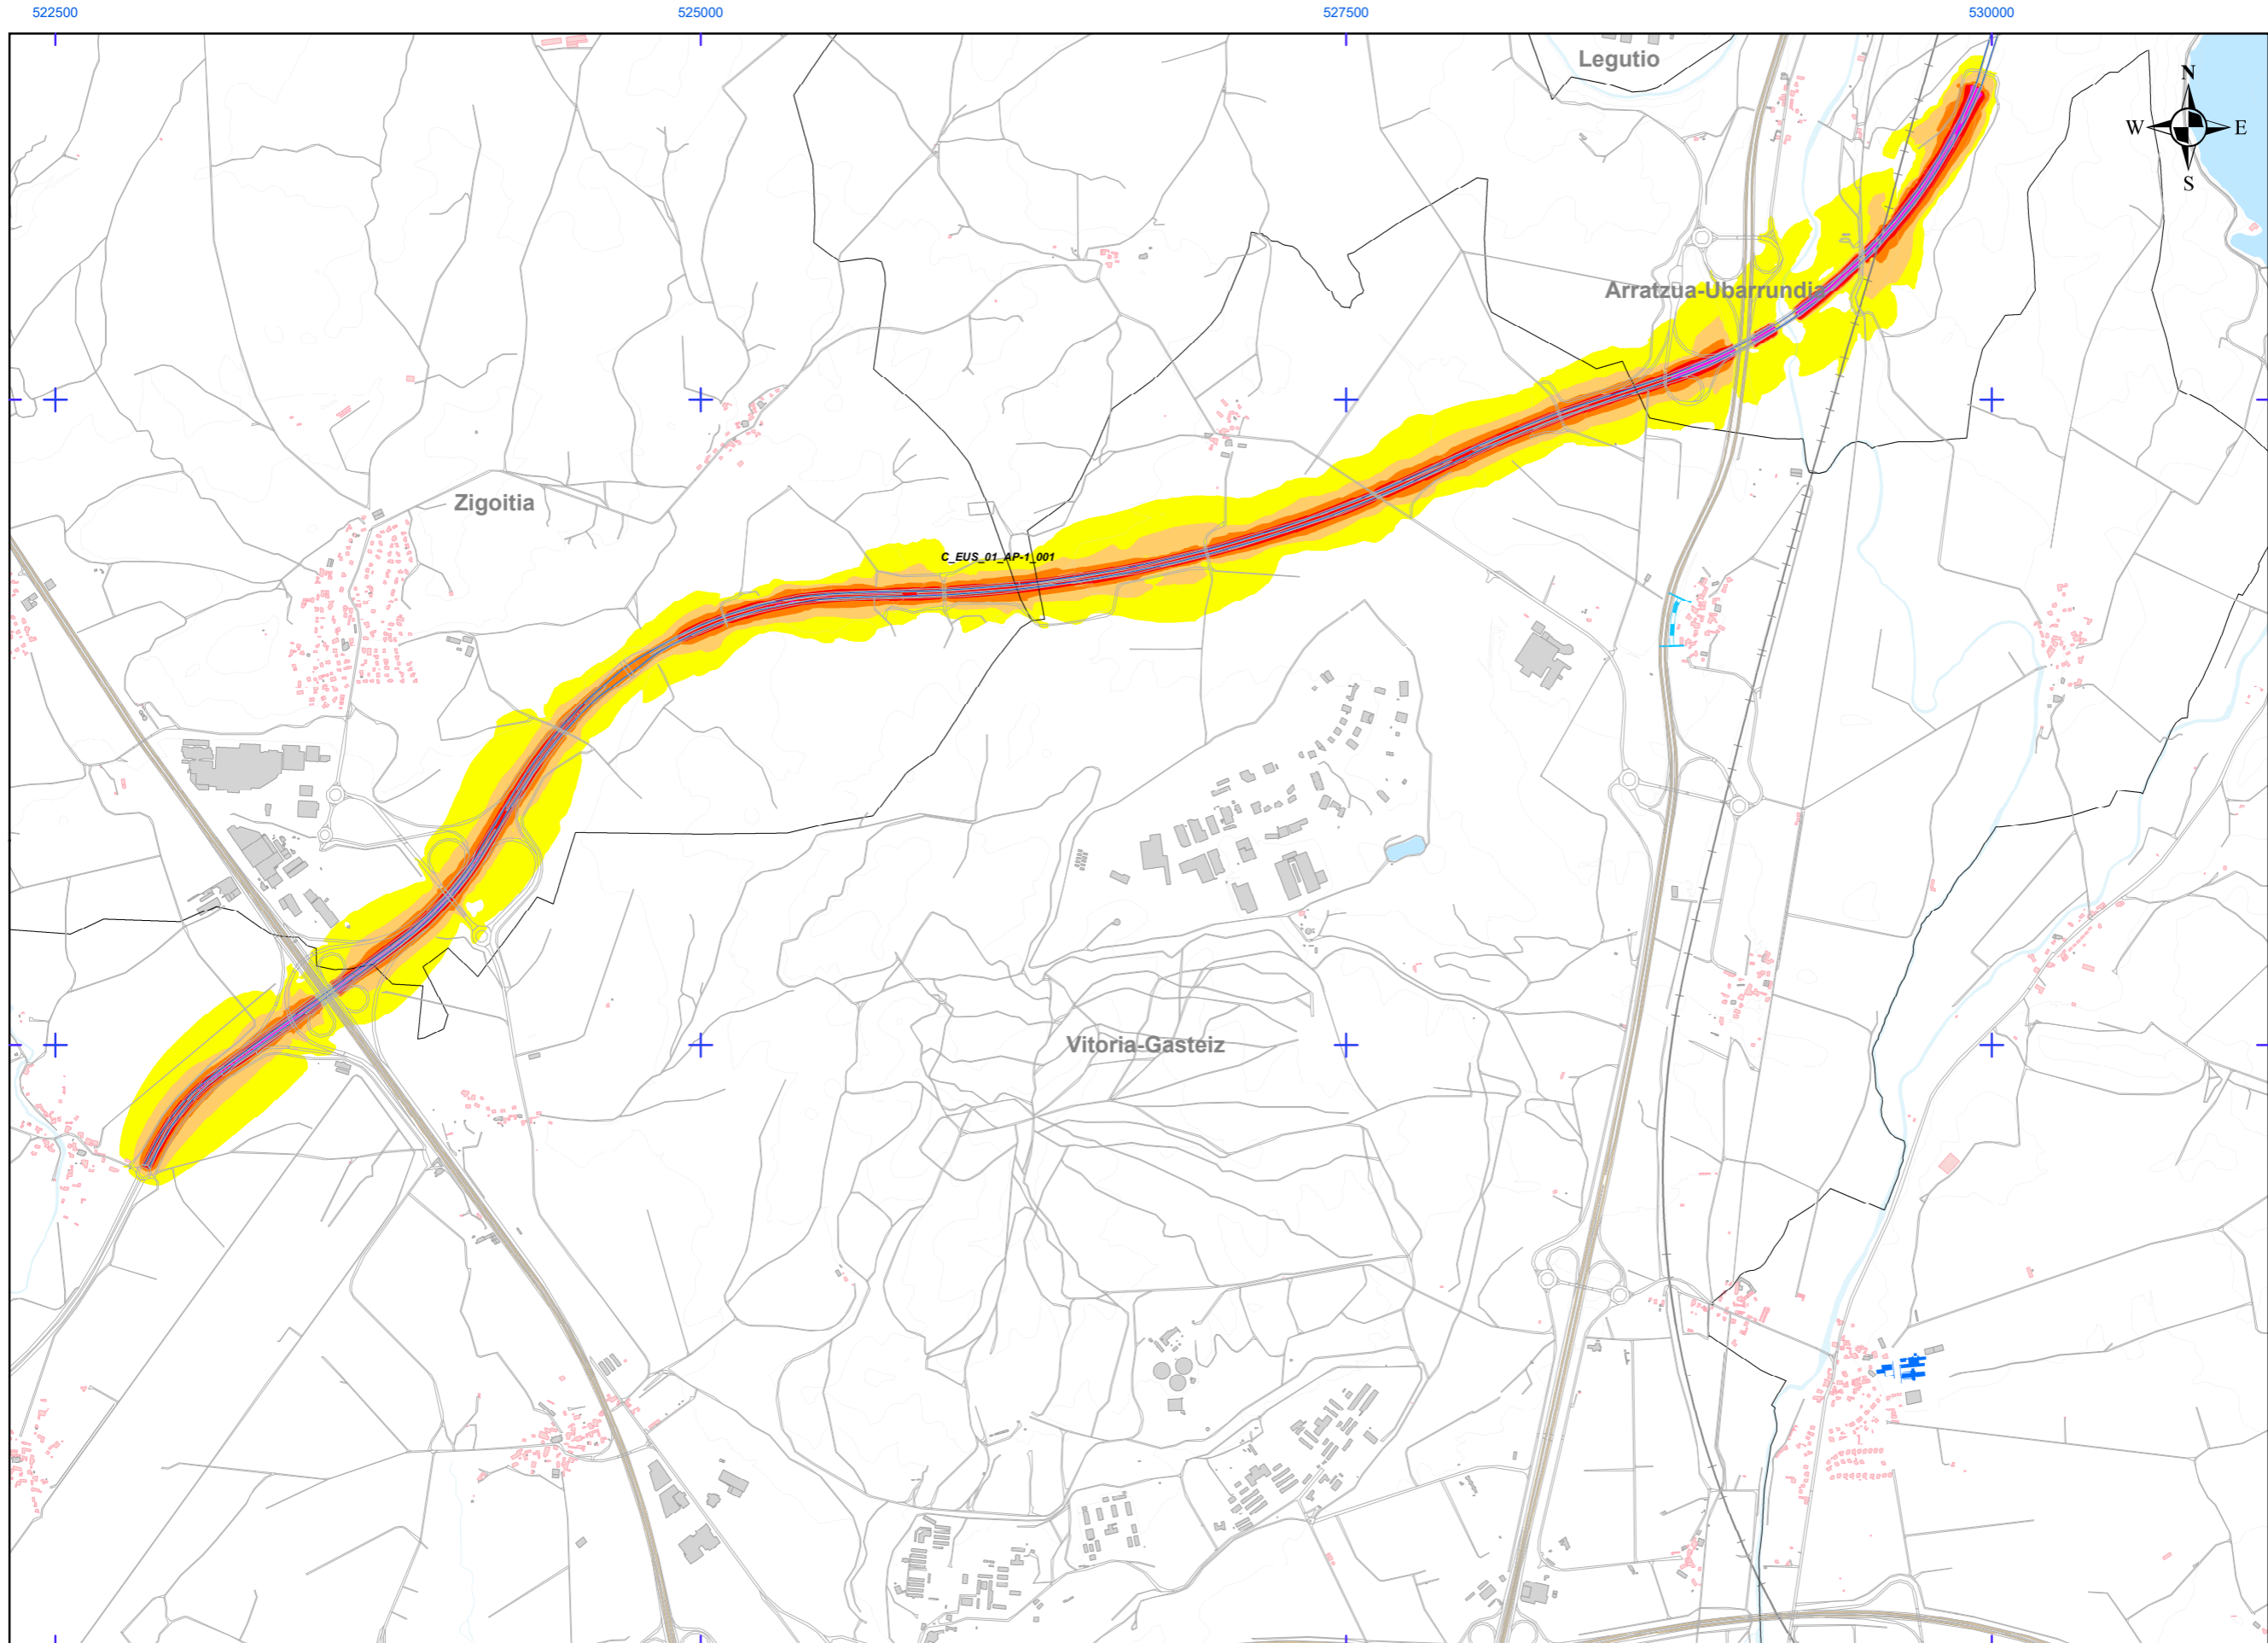 522500 525000 527500 530000
Legutio
N
W E
S
Arratzua-Ubarrundia
Zigoitia
C_EUS_01_AP-1_001
Vitoria-Gasteiz